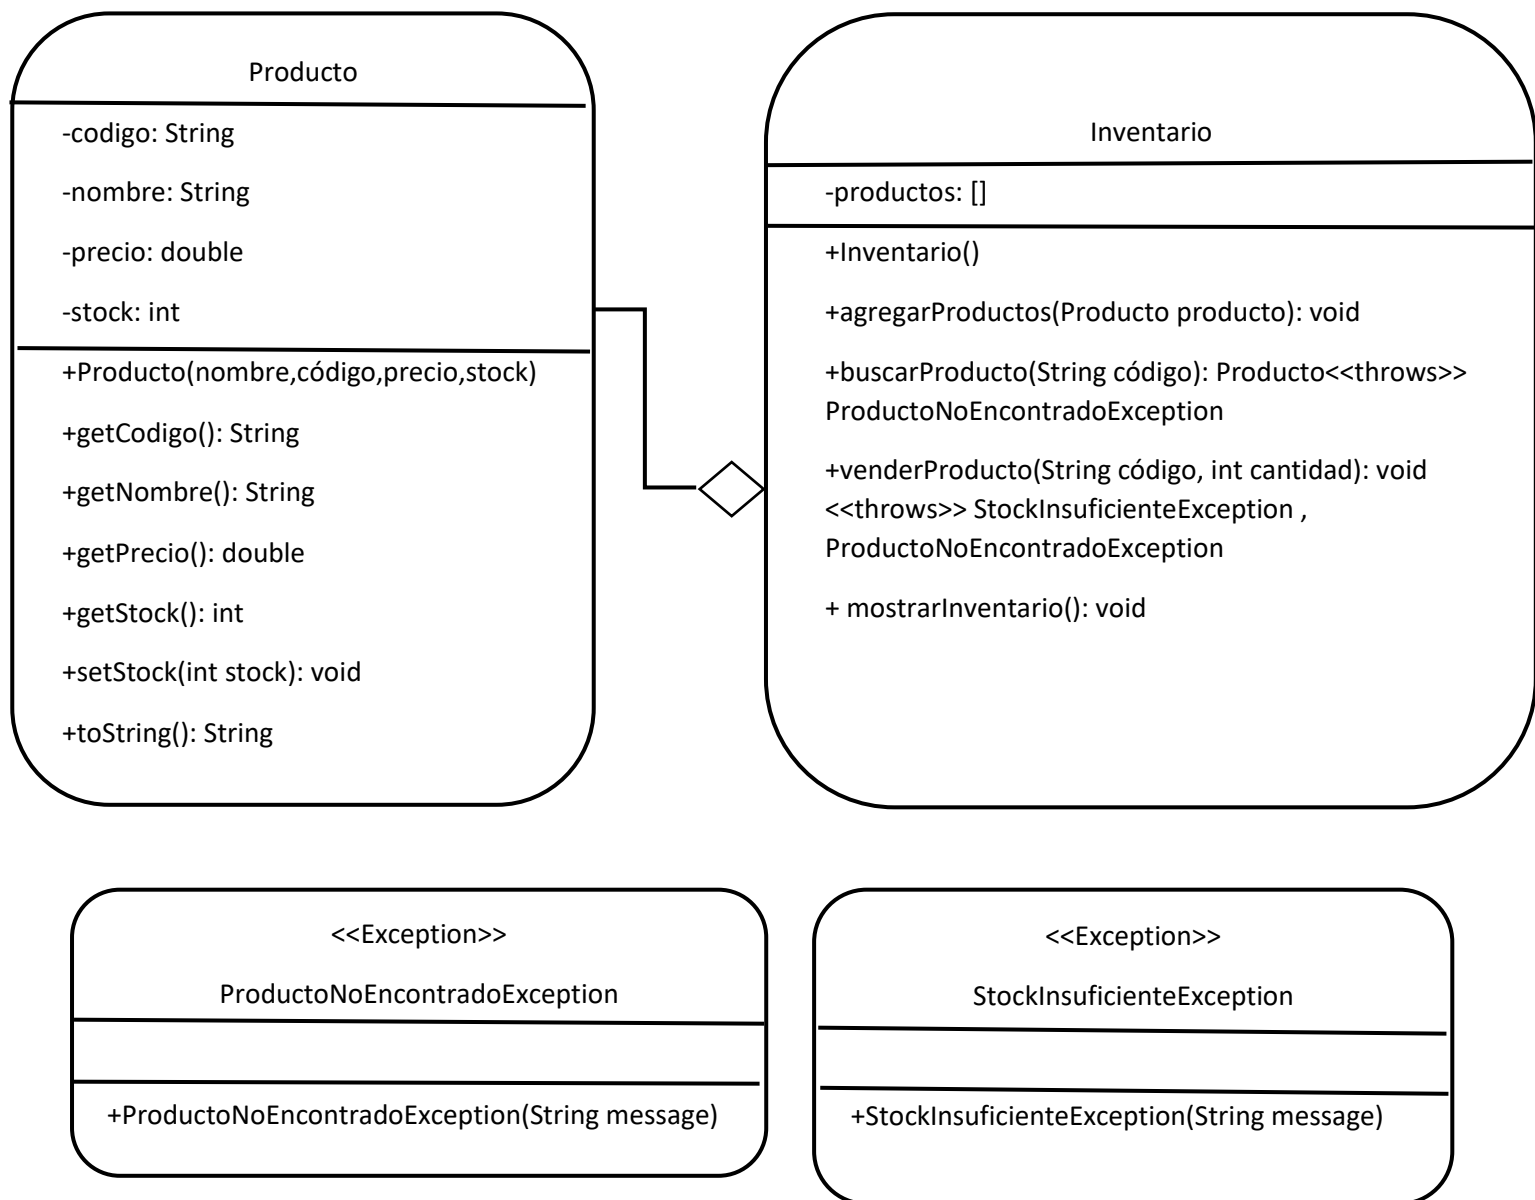 Producto
-codigo: String
-nombre: String
-precio: double
-stock: int
+Producto(nombre,código,precio,stock)
+getCodigo(): String
+getNombre(): String
+getPrecio(): double
+getStock(): int
+setStock(int stock): void
+toString(): String
Inventario
-productos: []
+Inventario()
+agregarProductos(Producto producto): void
+buscarProducto(String código): Producto<<throws>>
ProductoNoEncontradoException
+venderProducto(String código, int cantidad): void
<<throws>> StockInsuficienteException ,
ProductoNoEncontradoException
+ mostrarInventario(): void
<<Exception>>
ProductoNoEncontradoException
+ProductoNoEncontradoException(String message)
<<Exception>>
StockInsuficienteException
+StockInsuficienteException(String message)